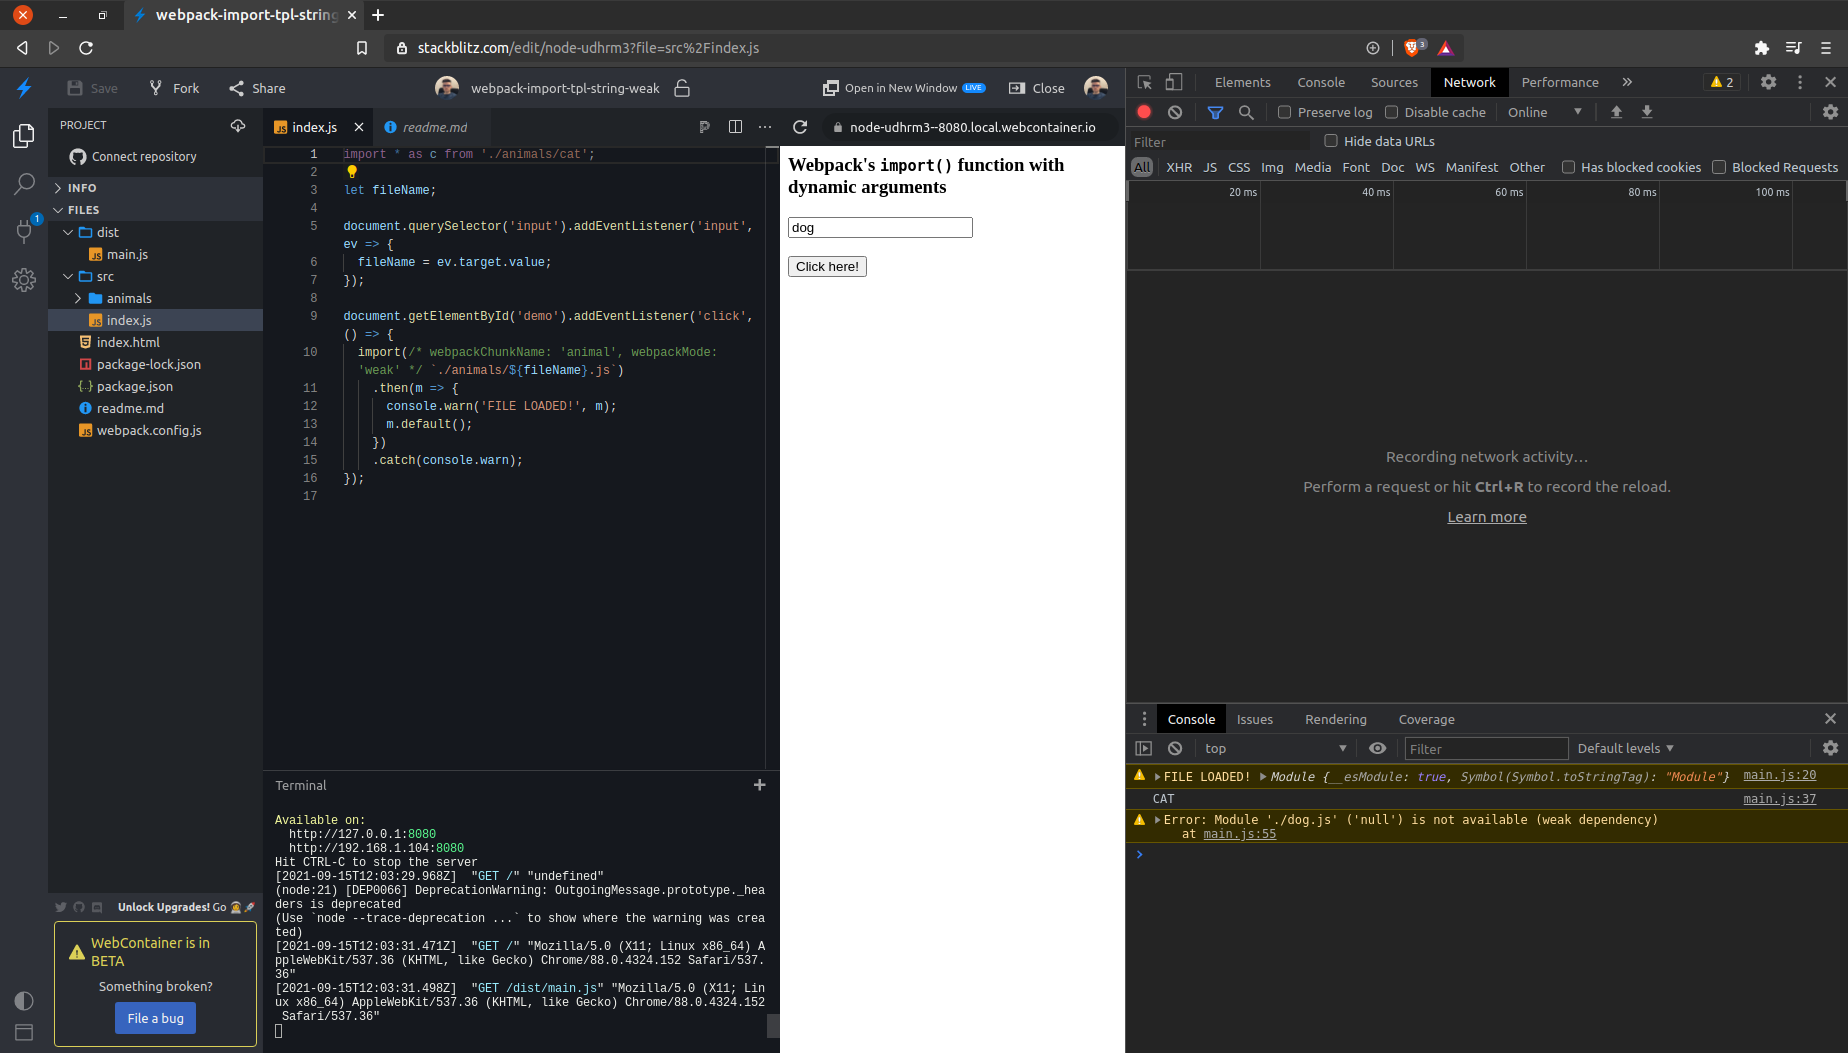 webpack-import-tpl-string
stackblitz.com/edit/node-udhrm3?file=src%2Findex.js
3
Save
Fork
Share
webpack-import-tpl-string-weak
Open in New Window LIVE
Close
PROJECT
Connect repository
INFO
FILES
1
dist
main.js
src
animals
index.js
index.html
package-lock.json
package.json
readme.md
webpack.config.js
Unlock Upgrades! Go
WebContainer is in
BETA
Something broken?
File a bug
index.js
readme.md
1 import * as c from './animals/cat';
2
3 let fileName;
4
5 document.querySelector('input').addEventListener('input',
ev => {
6 fileName = ev.target.value;
7 });
8
9 document.getElementById('demo').addEventListener('click',
() => {
10 import(/* webpackChunkName: 'animal', webpackMode:
'weak' */ `./animals/${fileName}.js`)
11 .then(m => {
12 console.warn('FILE LOADED!', m);
13 m.default();
14 })
15 .catch(console.warn);
16 });
17
Terminal
Available on:
http://127.0.0.1:8080
http://192.168.1.104:8080
Hit CTRL-C to stop the server
[2021-09-15T12:03:29.968Z]  "GET /" "undefined"
(node:21) [DEP0066] DeprecationWarning: OutgoingMessage.prototype._hea
ders is deprecated
(Use `node --trace-deprecation ...` to show where the warning was crea
ted)
[2021-09-15T12:03:31.471Z]  "GET /" "Mozilla/5.0 (X11; Linux x86_64) A
ppleWebKit/537.36 (KHTML, like Gecko) Chrome/88.0.4324.152 Safari/537.
36"
[2021-09-15T12:03:31.498Z]  "GET /dist/main.js" "Mozilla/5.0 (X11; Lin
ux x86_64) AppleWebKit/537.36 (KHTML, like Gecko) Chrome/88.0.4324.152
Safari/537.36"
node-udhrm3--8080.local.webcontainer.io
Webpack's import() function with
dynamic arguments
dog
Click here!
Elements Console Sources Network Performance » 2
Preserve log Disable cache Online
Filter Hide data URLs
All XHR JS CSS Img Media Font Doc WS Manifest Other Has blocked cookies Blocked Requests
20 ms 40 ms 60 ms 80 ms 100 ms
Recording network activity…
Perform a request or hit Ctrl+R to record the reload.
Learn more
Console Issues Rendering Coverage
top Filter Default levels
FILE LOADED! Module {__esModule: true, Symbol(Symbol.toStringTag): "Module"} main.js:20
CAT main.js:37
Error: Module './dog.js' ('null') is not available (weak dependency)
at main.js:55